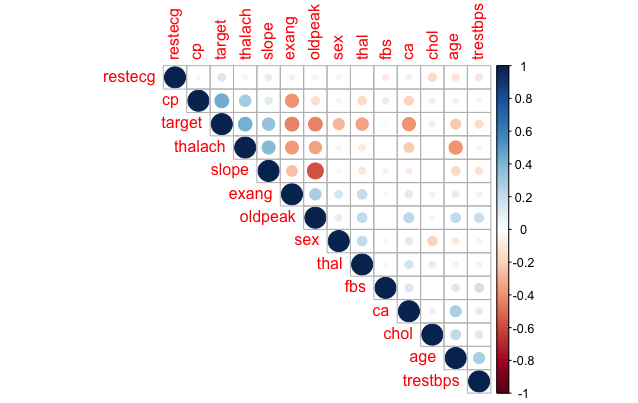 restecg
cp
target
thalach
slope
exang
oldpeak
sex
thal
fbs
ca
chol
age
trestbps
restecg
cp
target
thalach
slope
exang
oldpeak
sex
thal
fbs
ca
chol
age
trestbps
1
0.8
0.6
0.4
0.2
0
-0.2
-0.4
-0.6
-0.8
-1